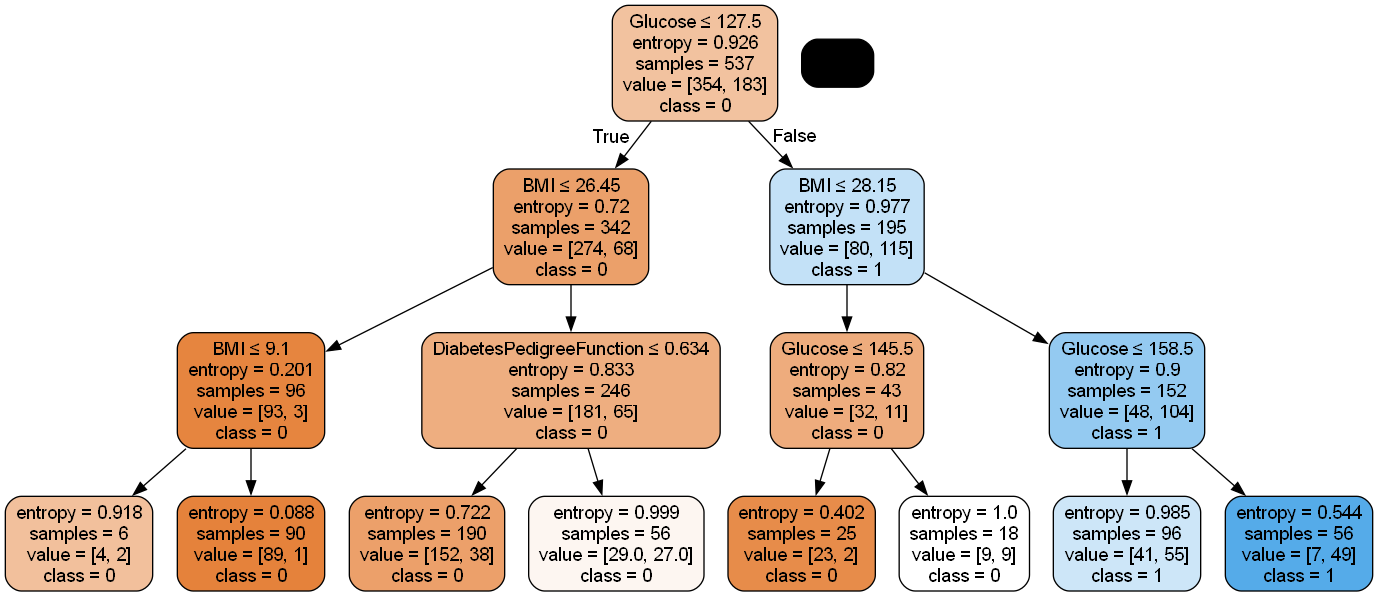 Glucose ≤ 127.5
entropy = 0.926
samples = 537
value = [354, 183]
class = 0
True
False
BMI ≤ 26.45
entropy = 0.72
samples = 342
value = [274, 68]
class = 0
BMI ≤ 28.15
entropy = 0.977
samples = 195
value = [80, 115]
class = 1
BMI ≤ 9.1
entropy = 0.201
samples = 96
value = [93, 3]
class = 0
DiabetesPedigreeFunction ≤ 0.634
entropy = 0.833
samples = 246
value = [181, 65]
class = 0
Glucose ≤ 145.5
entropy = 0.82
samples = 43
value = [32, 11]
class = 0
Glucose ≤ 158.5
entropy = 0.9
samples = 152
value = [48, 104]
class = 1
entropy = 0.918
samples = 6
value = [4, 2]
class = 0
entropy = 0.088
samples = 90
value = [89, 1]
class = 0
entropy = 0.722
samples = 190
value = [152, 38]
class = 0
entropy = 0.999
samples = 56
value = [29.0, 27.0]
class = 0
entropy = 0.402
samples = 25
value = [23, 2]
class = 0
entropy = 1.0
samples = 18
value = [9, 9]
class = 0
entropy = 0.985
samples = 96
value = [41, 55]
class = 1
entropy = 0.544
samples = 56
value = [7, 49]
class = 1